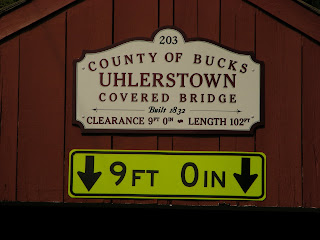 203
COUNTY OF BUCKS
UHLERSTOWN
COVERED BRIDGE
Built 1832
CLEARANCE 9FT 0IN LENGTH 102FT
9FT 0IN